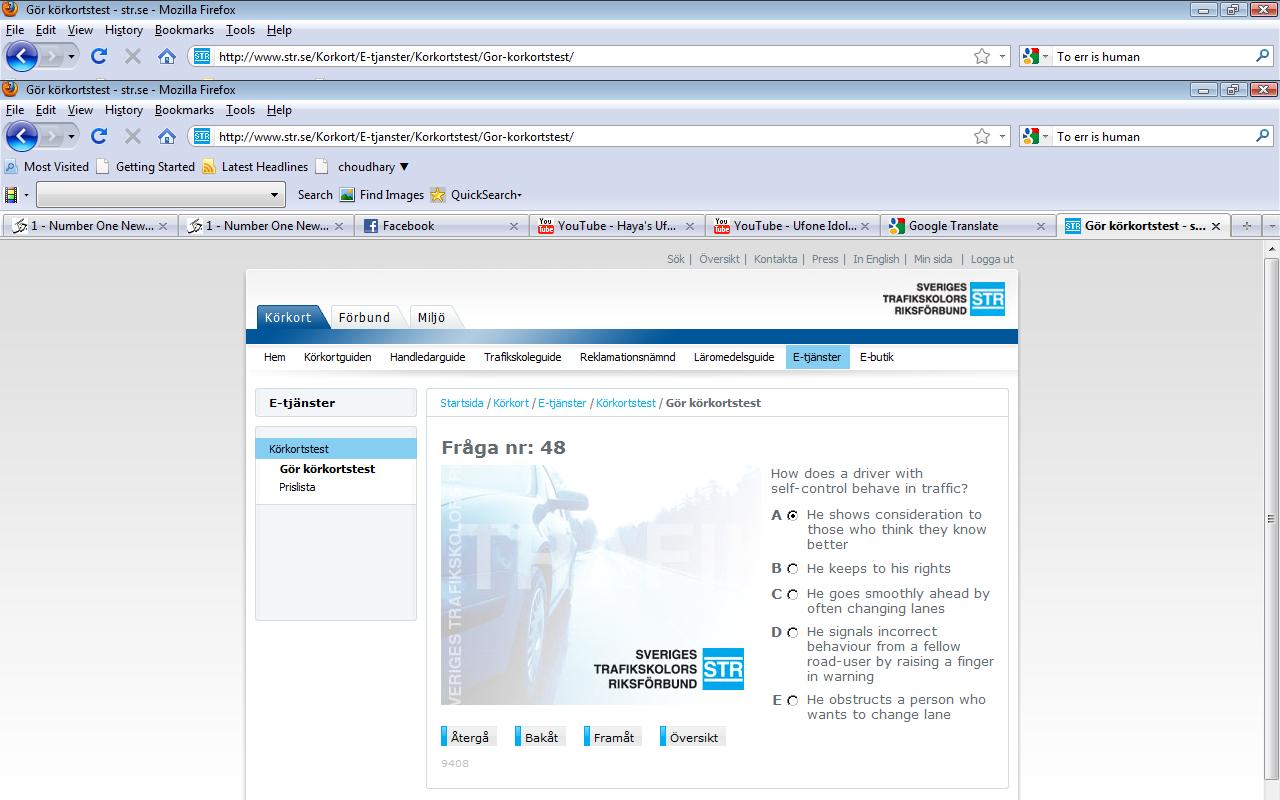 Gör körkortstest - str.se - Mozilla Firefox
File Edit View History Bookmarks Tools Help
http://www.str.se/Korkort/E-tjanster/Korkortstest/Gor-korkortstest/ To err is human
Gör körkortstest - str.se - Mozilla Firefox
File Edit View History Bookmarks Tools Help
STR http://www.str.se/Korkort/E-tjanster/Korkortstest/Gor-korkortstest/ To err is human
Most Visited Getting Started Latest Headlines choudhary
Search Find Images QuickSearch
1 - Number One New... 1 - Number One New... Facebook YouTube - Haya's Uf... YouTube - Ufone Idol... Google Translate Gör körkortstest - s...
Sök | Översikt | Kontakta | Press | In English | Min sida | Logga ut
SVERIGES
TRAFIKSKOLORS STR
RIKSFÖRBUND
Körkort Förbund Miljö
Hem Körkortguiden Handledarguide Trafikskoleguide Reklamationsnämnd Läromedelsguide E-tjänster E-butik
E-tjänster
Körkortstest
Gör körkortstest
Prislista
Startsida / Körkort / E-tjänster / Körkortstest / Gör körkortstest
Fråga nr: 48
SVERIGES TRAFIKSKOLORS
TRAFIK
SVERIGES
TRAFIKSKOLORS STR
RIKSFÖRBUND
How does a driver with
self-control behave in traffic?
A He shows consideration to
those who think they know
better
B He keeps to his rights
C He goes smoothly ahead by
often changing lanes
D He signals incorrect
behaviour from a fellow
road-user by raising a finger
in warning
E He obstructs a person who
wants to change lane
Återgå Bakåt Framåt Översikt
9408